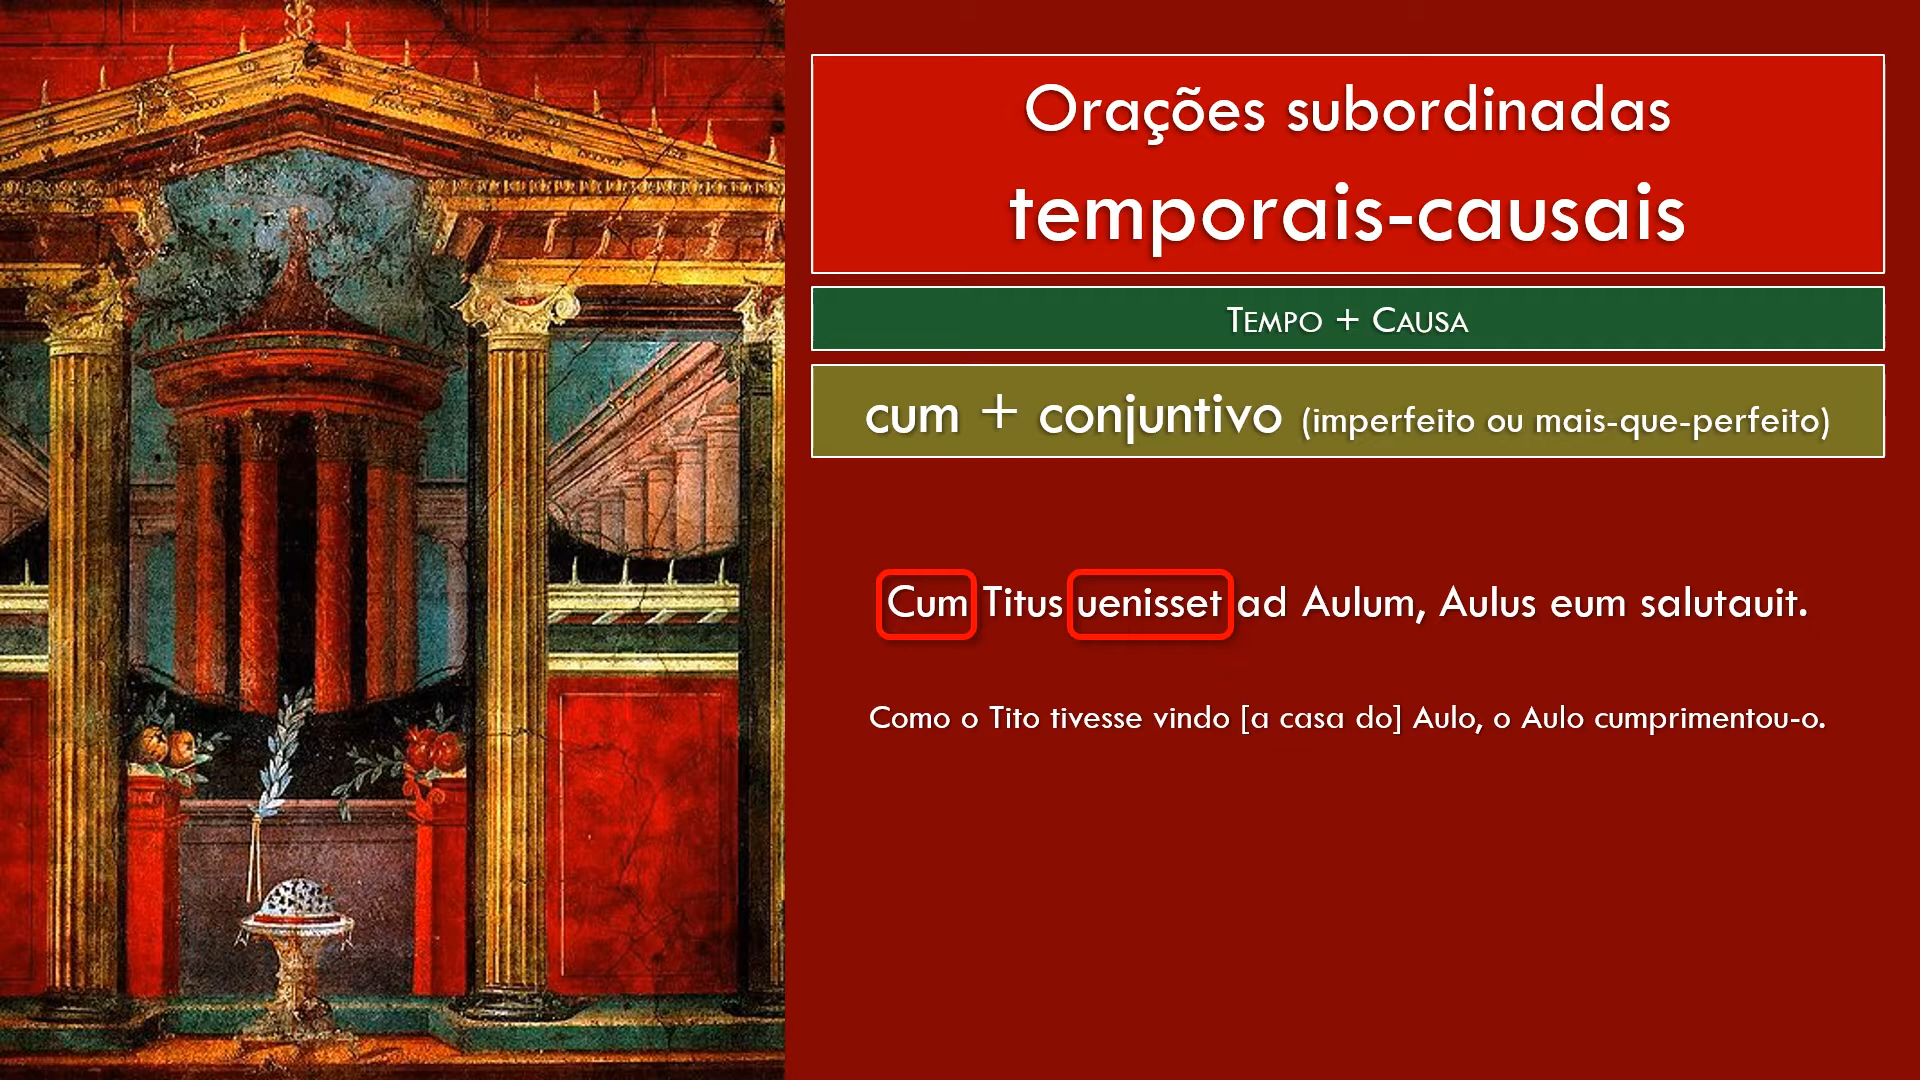 Orações subordinadas
temporais-causais
Tempo + Causa
cum + conjuntivo (imperfeito ou mais-que-perfeito)
Cum Titus uenisset ad Aulum, Aulus eum salutauit.
Como o Tito tivesse vindo [a casa do] Aulo, o Aulo cumprimentou-o.